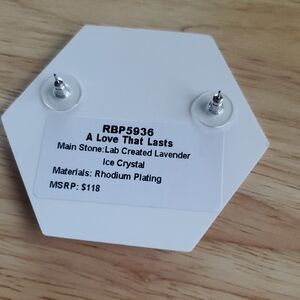 RBP5936
A Love That Lasts
Main Stone:Lab Created Lavender
Ice Crystal
Materials: Rhodium Plating
MSRP: $118